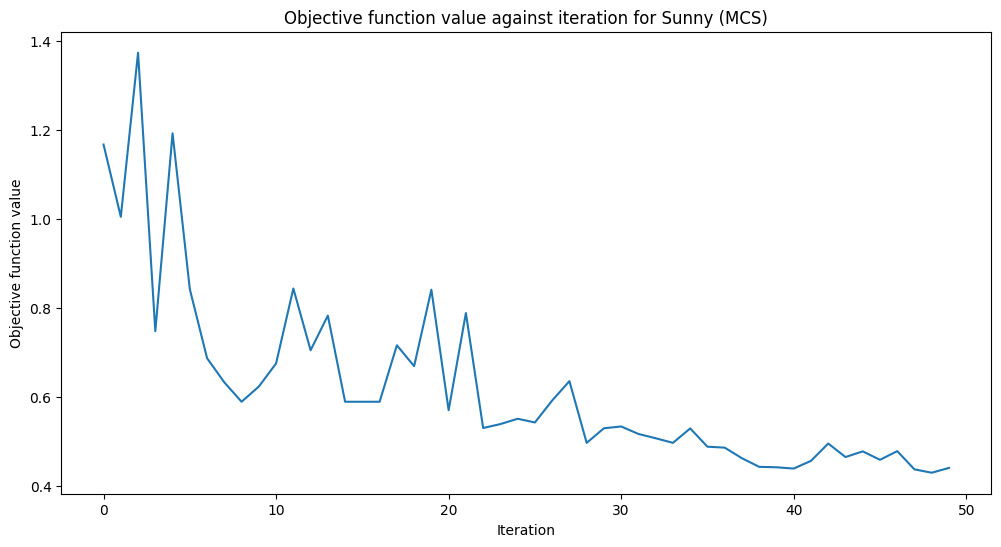 Objective function value against iteration for Sunny (MCS)
1.4
1.2
1.0
0.8
0.6
0.4
Objective function value
0 10 20 30 40 50
Iteration